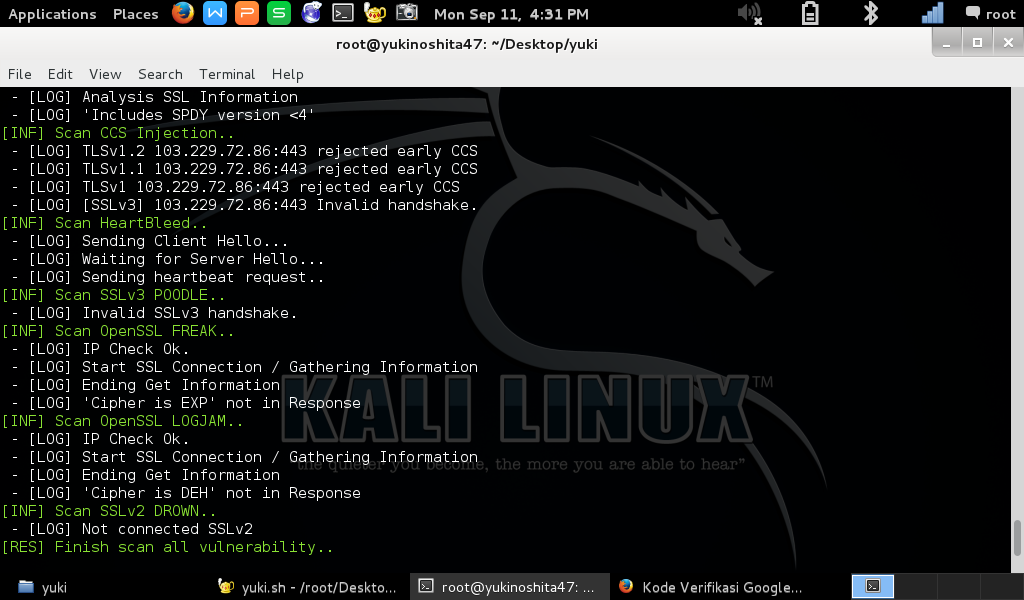 Applications Places Mon Sep 11, 4:31 PM root
root@yukinoshita47: ~/Desktop/yuki
File Edit View Search Terminal Help
- [LOG] Analysis SSL Information
- [LOG] 'Includes SPDY version <4'
[INF] Scan CCS Injection..
- [LOG] TLSv1.2 103.229.72.86:443 rejected early CCS
- [LOG] TLSv1.1 103.229.72.86:443 rejected early CCS
- [LOG] TLSv1 103.229.72.86:443 rejected early CCS
- [LOG] [SSLv3] 103.229.72.86:443 Invalid handshake.
[INF] Scan HeartBleed..
- [LOG] Sending Client Hello...
- [LOG] Waiting for Server Hello...
- [LOG] Sending heartbeat request..
[INF] Scan SSLv3 POODLE..
- [LOG] Invalid SSLv3 handshake.
[INF] Scan OpenSSL FREAK..
- [LOG] IP Check Ok.
- [LOG] Start SSL Connection / Gathering Information
- [LOG] Ending Get Information
- [LOG] 'Cipher is EXP' not in Response
[INF] Scan OpenSSL LOGJAM..
- [LOG] IP Check Ok.
- [LOG] Start SSL Connection / Gathering Information
- [LOG] Ending Get Information
- [LOG] 'Cipher is DEH' not in Response
[INF] Scan SSLv2 DROWN..
- [LOG] Not connected SSLv2
[RES] Finish scan all vulnerability..
KALI LINUX™
"the quieter you become, the more you are able to hear"
yuki yuki.sh - /root/Deskto... root@yukinoshita47: ... Kode Verifikasi Google...